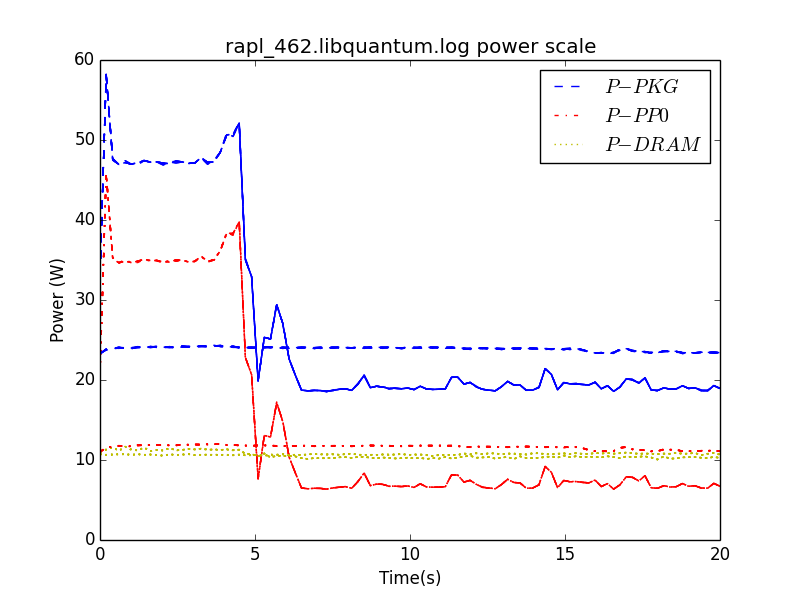 rapl_462.libquantum.log power scale
60
50
40
30
20
10
0
Power (W)
P−PKG
P−PP0
P−DRAM
0 5 10 15 20
Time(s)